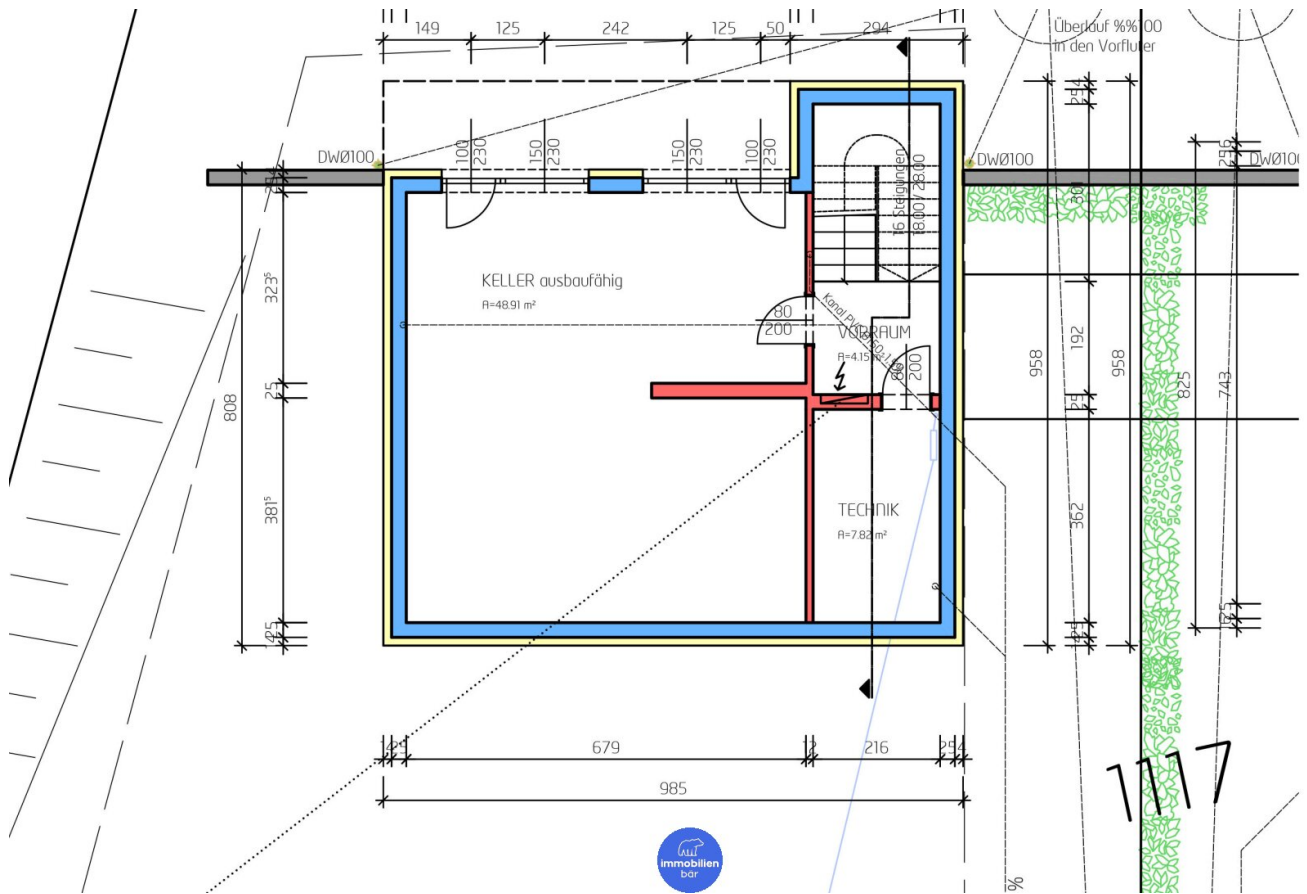 149
125
242
125
50
294
Überlauf %%100
in den Vorfluter
DWØ100
100
230
150
230
150
230
100
230
DWØ100
DWØ100
16 Steigungen
18.00 / 28.00
KELLER ausbaufähig
A=48.91 m²
80
200
VORRAUM
80
200
TECHNIK
A=7.82 m²
323⁵
25
381⁵
808
301
192
25
362
958
958
825
743
679
12
216
985
1117
immobilien
bär
%